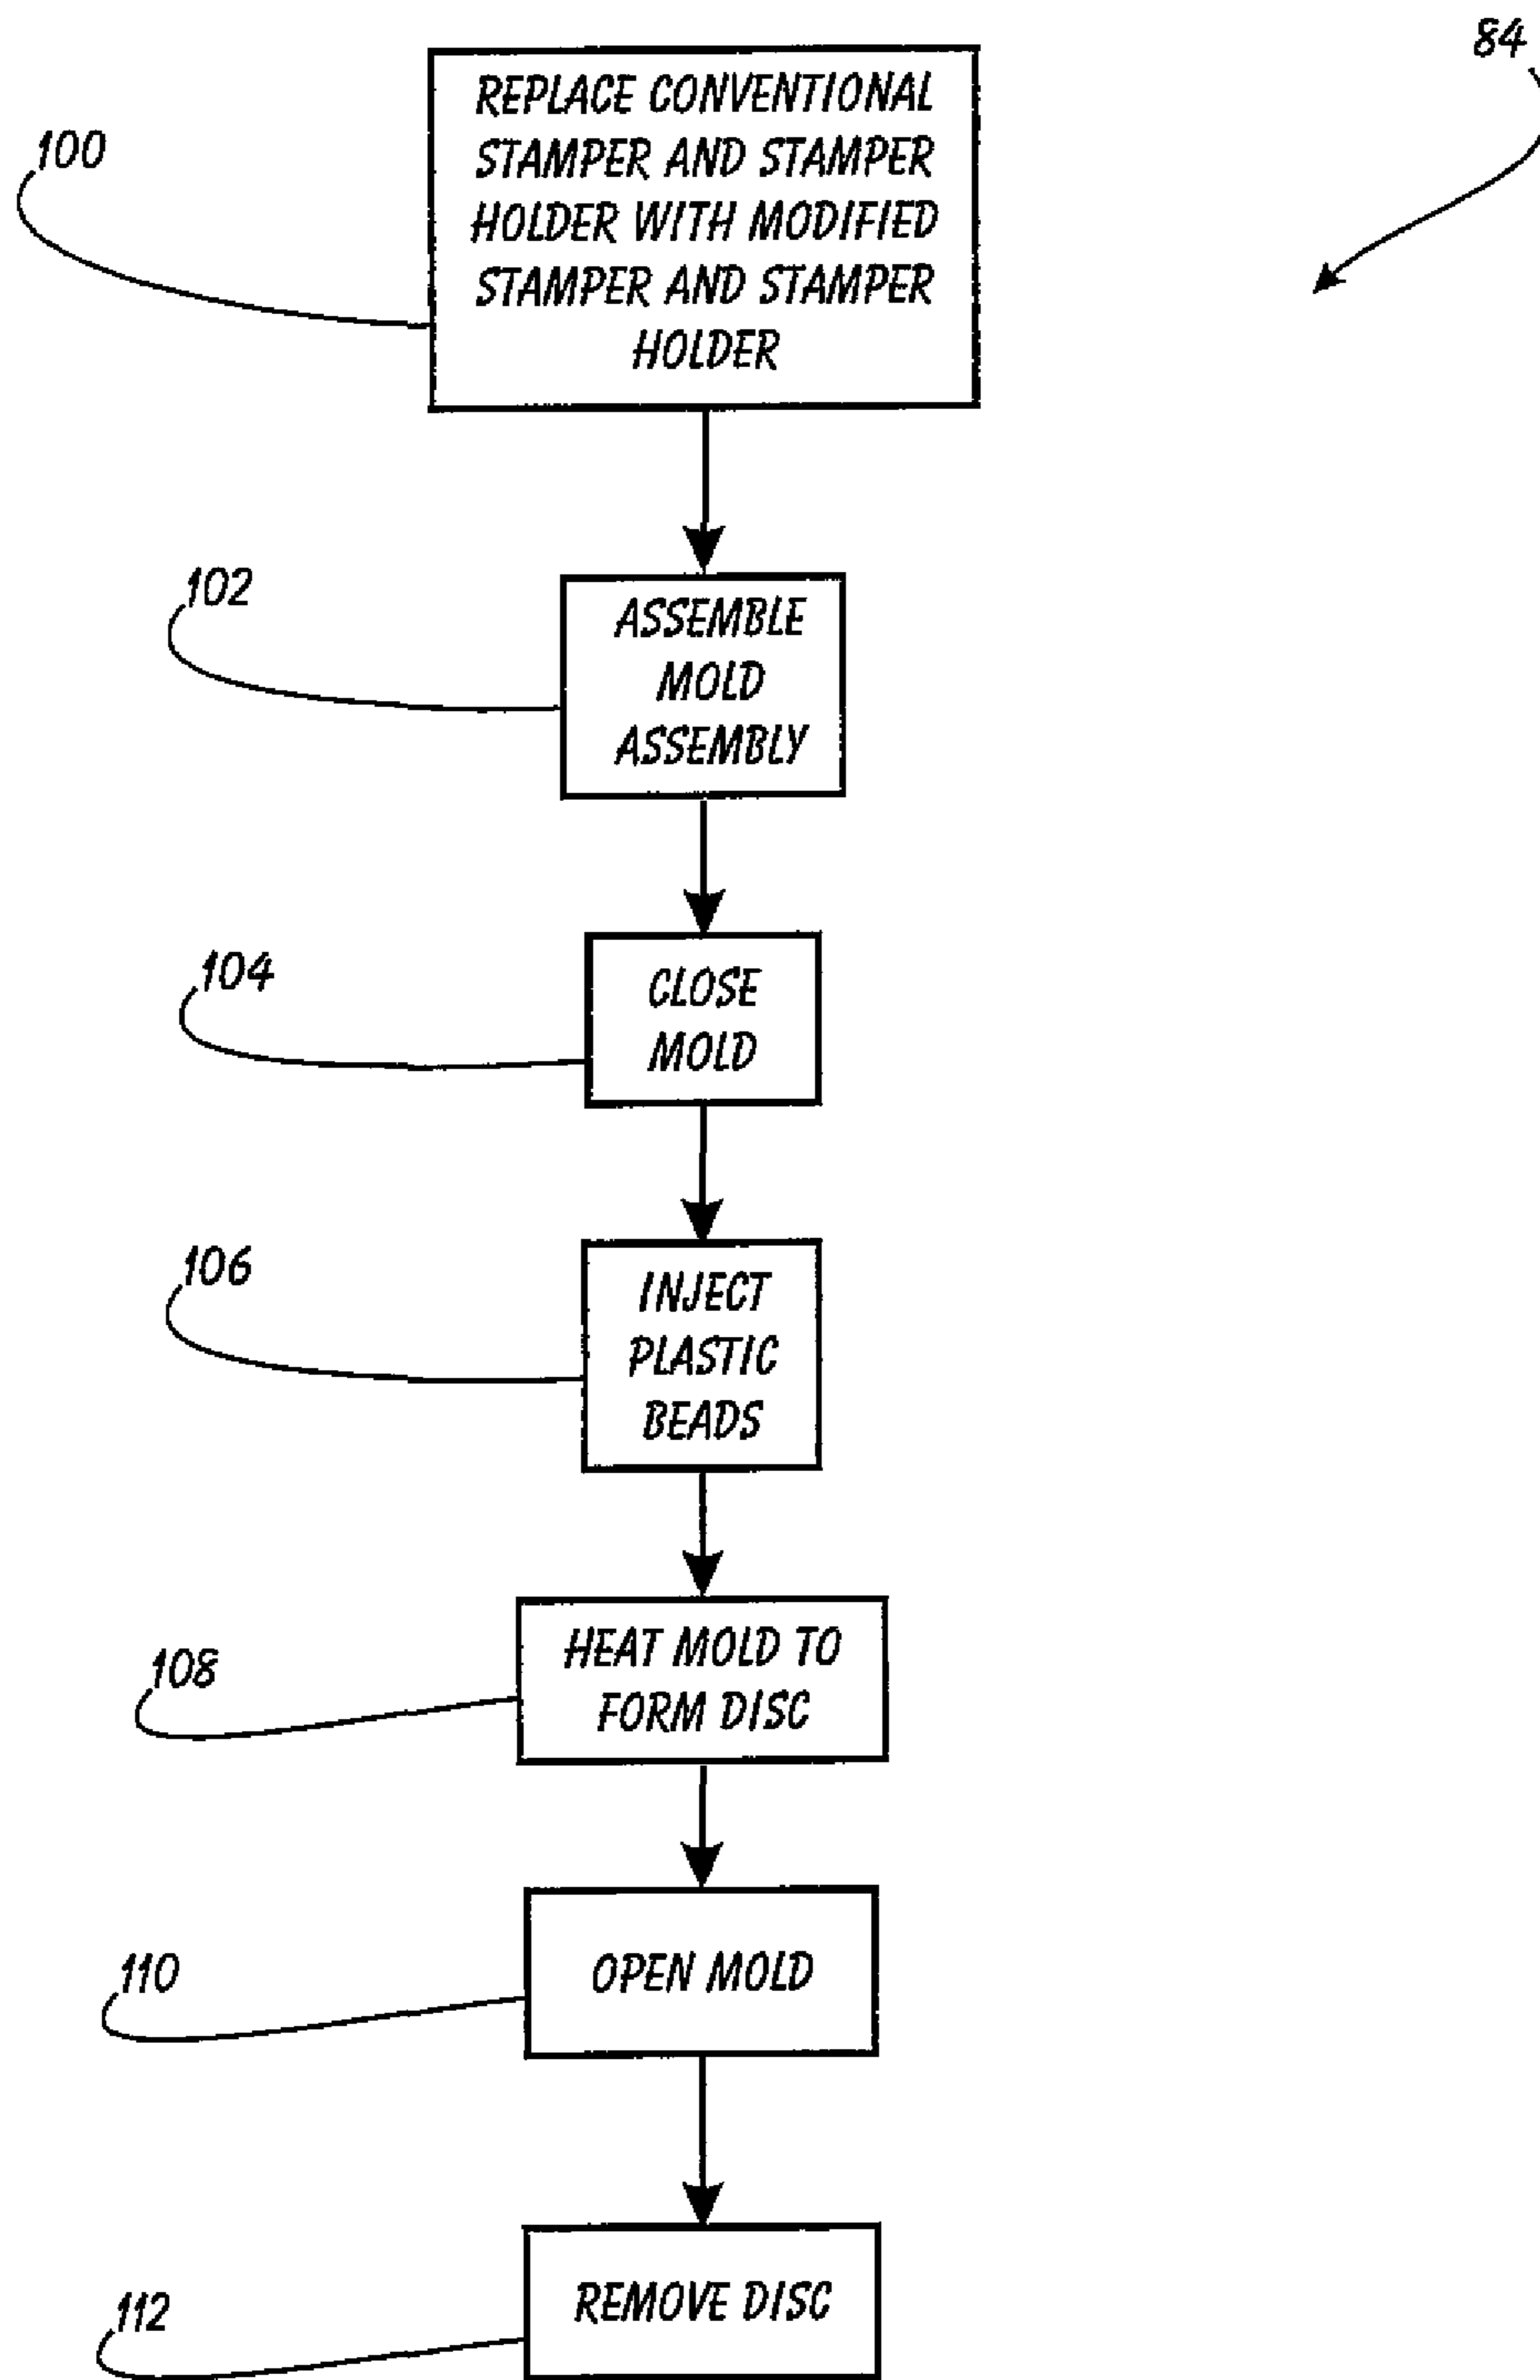 84
100
REPLACE CONVENTIONAL
STAMPER AND STAMPER
HOLDER WITH MODIFIED
STAMPER AND STAMPER
HOLDER
102
ASSEMBLE
MOLD
ASSEMBLY
104
CLOSE
MOLD
106
INJECT
PLASTIC
BEADS
108
HEAT MOLD TO
FORM DISC
110
OPEN MOLD
112
REMOVE DISC